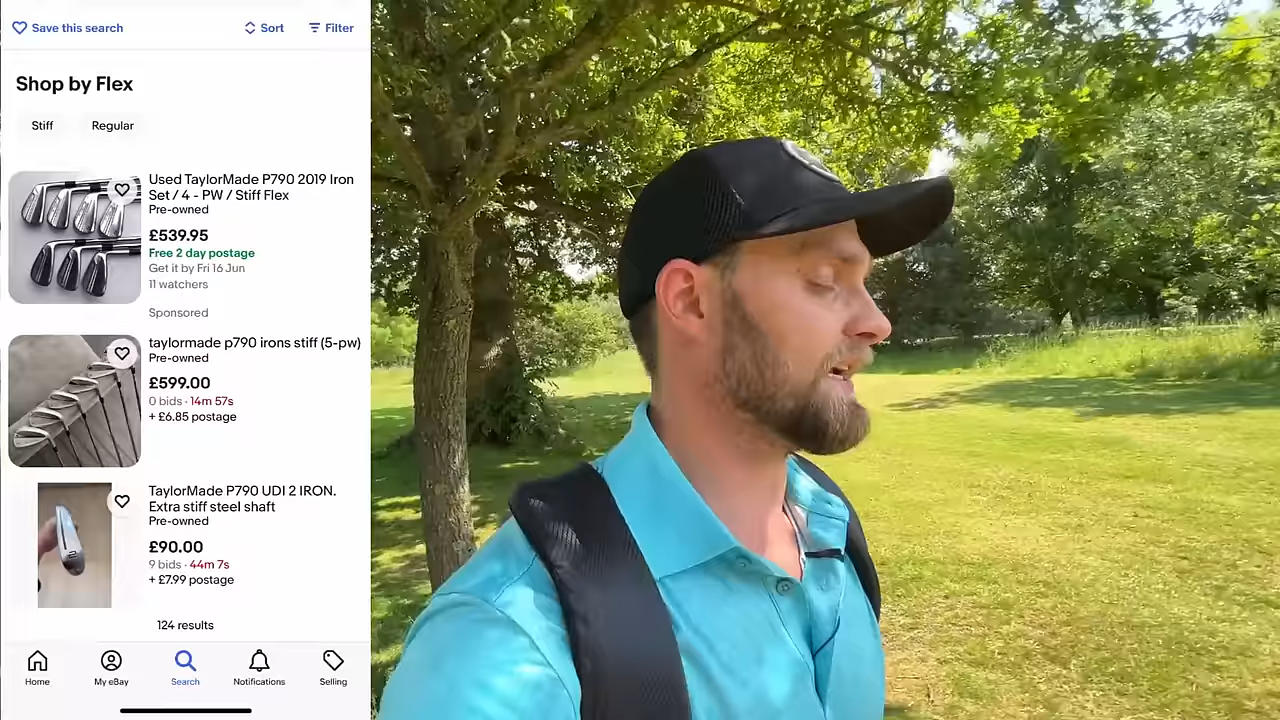 Save this search
Sort
Filter
Shop by Flex
Stiff
Regular
Used TaylorMade P790 2019 Iron
Set / 4 - PW / Stiff Flex
Pre-owned
£539.95
Free 2 day postage
Get it by Fri 16 Jun
11 watchers
Sponsored
taylormade p790 irons stiff (5-pw)
Pre-owned
£599.00
0 bids · 14m 57s
+ £6.85 postage
TaylorMade P790 UDI 2 IRON.
Extra stiff steel shaft
Pre-owned
£90.00
9 bids · 44m 7s
+ £7.99 postage
124 results
Home
My eBay
Search
Notifications
Selling